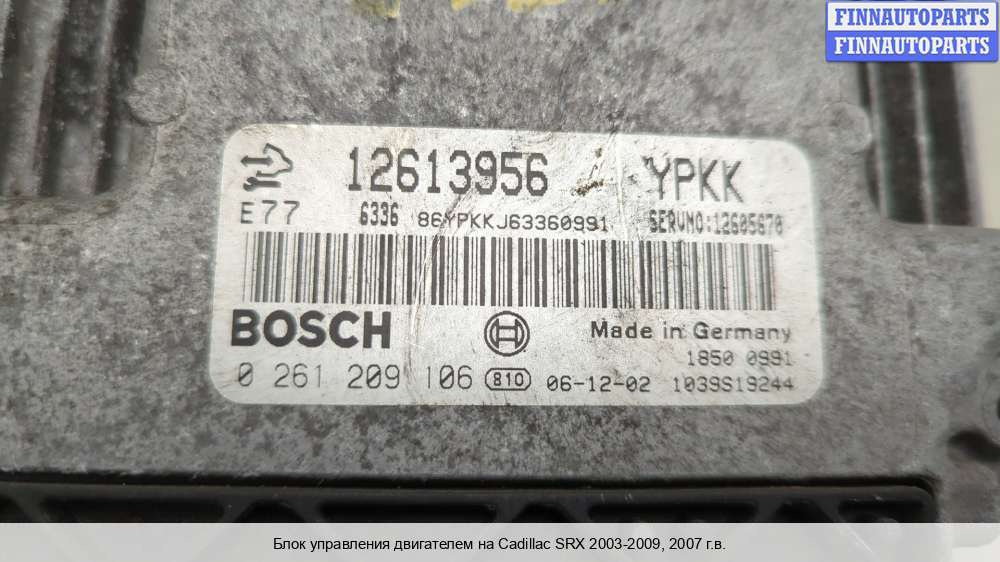 FINNAUTOPARTS
FINNAUTOPARTS
12613956 YPKK
E77 6336 86YPKKJ63360991 SERVNO:12605670
BOSCH Made in Germany
1850 0991
0 261 209 106 810 06-12-02 1039S19244
Блок управления двигателем на Cadillac SRX 2003-2009, 2007 г.в.